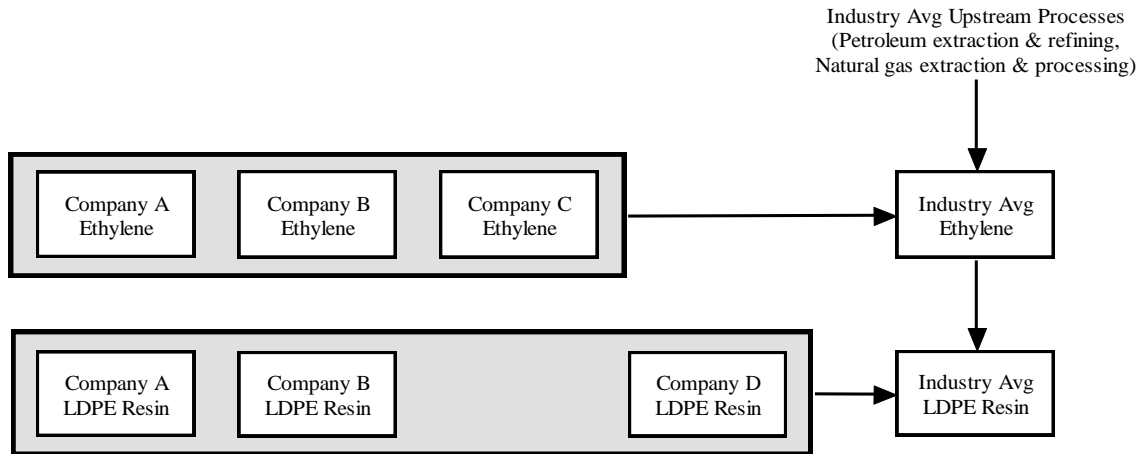 Industry Avg Upstream Processes
(Petroleum extraction & refining,
Natural gas extraction & processing)
Company A
Ethylene
Company B
Ethylene
Company C
Ethylene
Industry Avg
Ethylene
Company A
LDPE Resin
Company B
LDPE Resin
Company D
LDPE Resin
Industry Avg
LDPE Resin